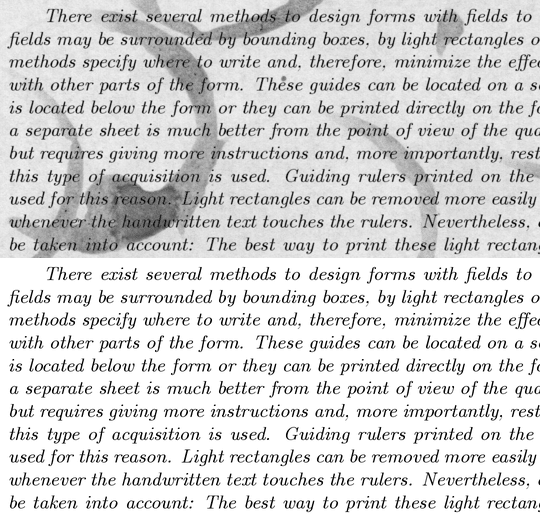 There exist several methods to design forms with fields to
fields may be surrounded by bounding boxes, by light rectangles o
methods specify where to write and, therefore, minimize the effe
with other parts of the form. These guides can be located on a s
is located below the form or they can be printed directly on the fo
a separate sheet is much better from the point of view of the qua
but requires giving more instructions and, more importantly, rest
this type of acquisition is used. Guiding rulers printed on the
used for this reason. Light rectangles can be removed more easily
whenever the handwritten text touches the rulers. Nevertheless,
be taken into account: The best way to print these light rectang
There exist several methods to design forms with fields to
fields may be surrounded by bounding boxes, by light rectangles o
methods specify where to write and, therefore, minimize the effe
with other parts of the form. These guides can be located on a s
is located below the form or they can be printed directly on the fo
a separate sheet is much better from the point of view of the qua
but requires giving more instructions and, more importantly, rest
this type of acquisition is used. Guiding rulers printed on the
used for this reason. Light rectangles can be removed more easily
whenever the handwritten text touches the rulers. Nevertheless,
be taken into account: The best way to print these light rectang